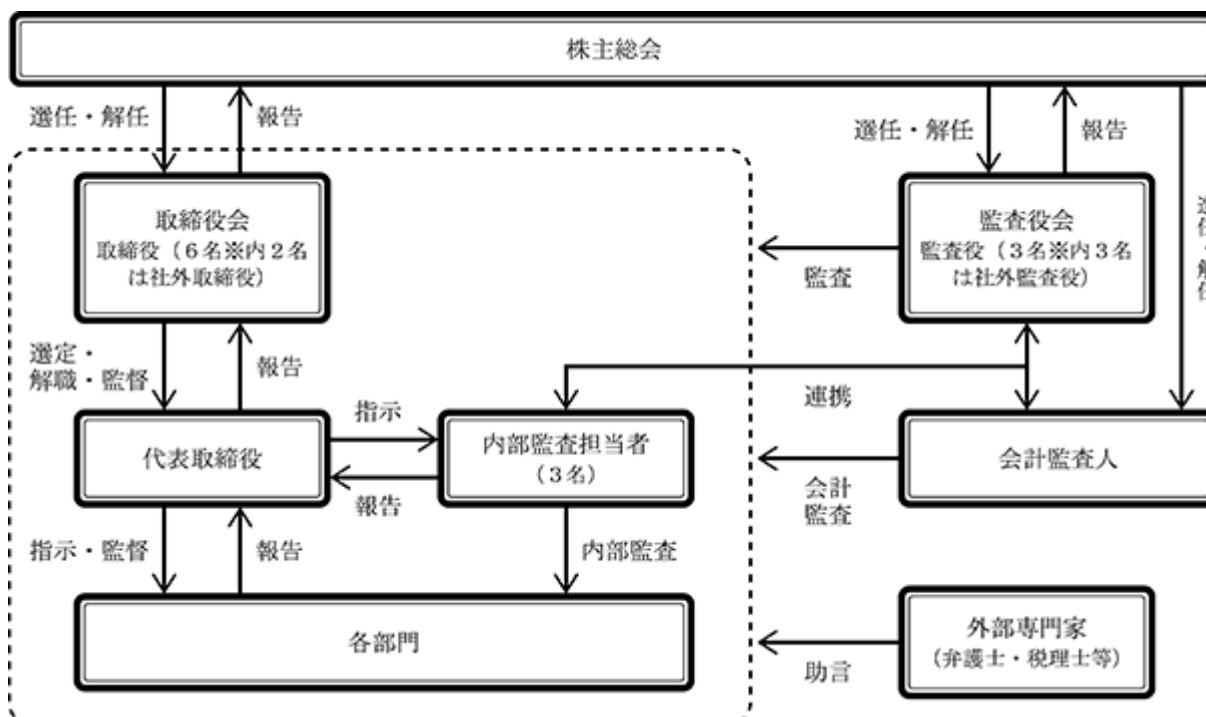 株主総会
選任・解任
報告
選任・解任
報告
選任・解任
取締役会
取締役(6名※内2名
は社外取締役)
監査役会
監査役(3名※内3名
は社外監査役)
監査
選定・
解職・監督
報告
連携
指示
代表取締役
内部監査担当者
(3名)
会計監査人
報告
会計
監査
指示・監督
報告
内部監査
各部門
外部専門家
(弁護士・税理士等)
助言